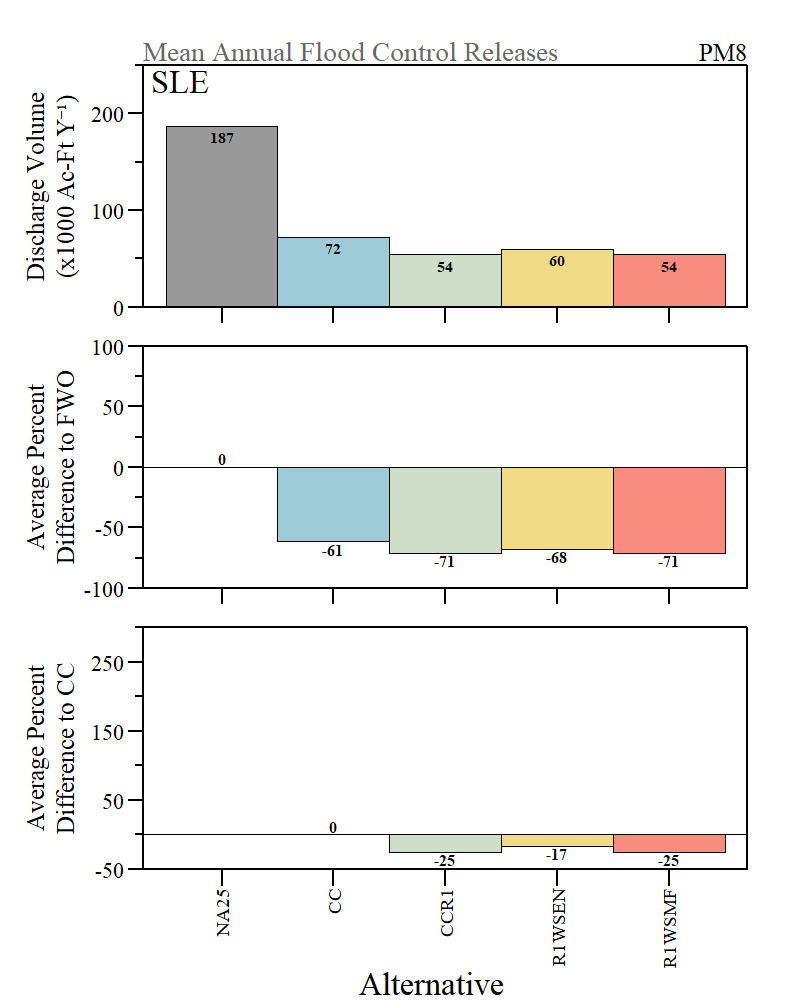 Mean Annual Flood Control Releases
PM8
SLE
Discharge Volume
(x1000 Ac-Ft Y⁻¹)
200
100
0
187
72
54
60
54
Average Percent
Difference to FWO
100
50
0
-50
-100
0
-61
-71
-68
-71
Average Percent
Difference to CC
250
150
50
-50
0
-25
-17
-25
NA25
CC
CCR1
R1WSEN
R1WSMF
Alternative